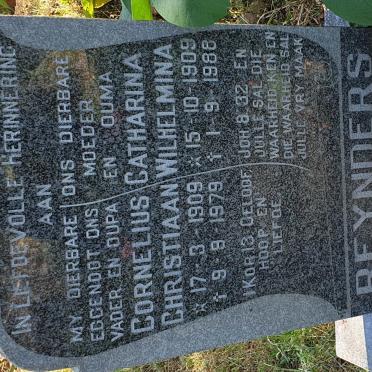 IN LIEFDEVOLLE HERINNERING
AAN
MY DIERBARE
EGGENOOT ONS
VADER EN OUPA
CORNELIUS
CHRISTIAAN
* 17·8·1909
† 9·9·1979
I KOR 13 GELOOF
HOOP EN
LIEFDE
ONS DIERBARE
MOEDER
EN OUMA
CATHARINA
WILHELMINA
* 15·10·1909
† 1·9·1988
JOH 8:32 EN
JULLE SAL DIE
WAARHEID KEN EN
DIE WAARHEID SAL
JULLE VRY MAAK
REYNDERS